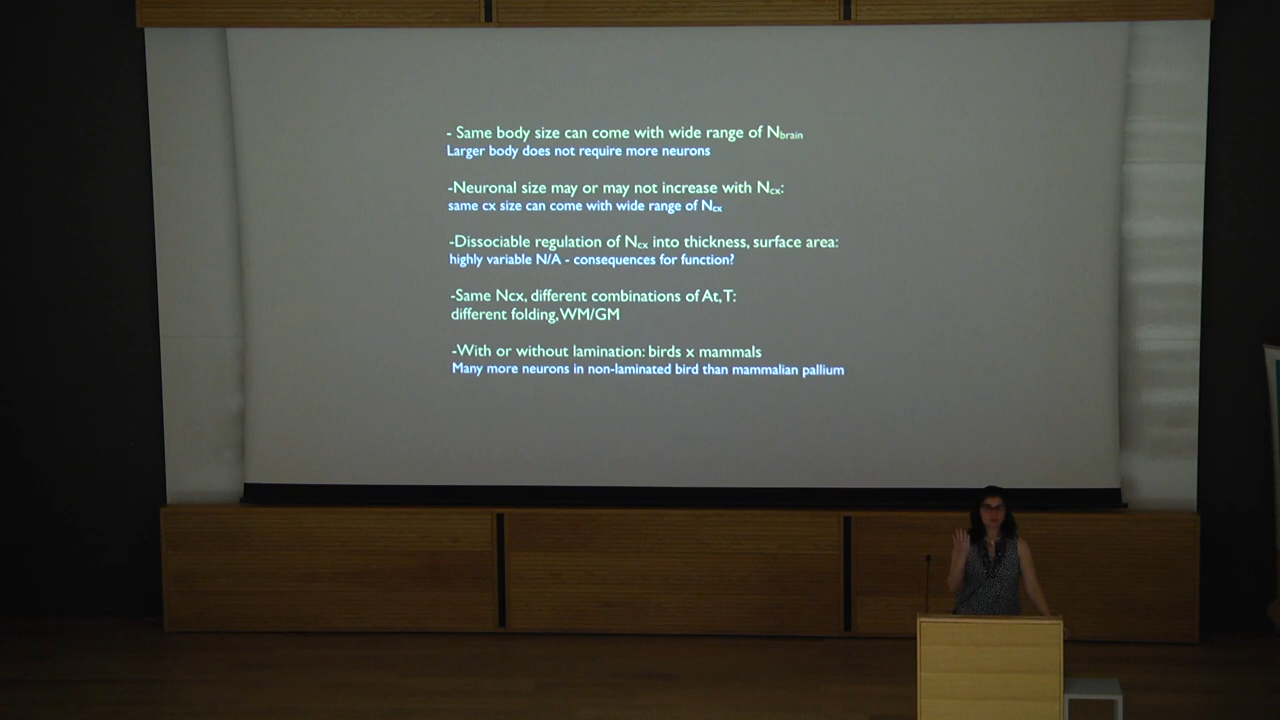 - Same body size can come with wide range of Nbrain
Larger body does not require more neurons
-Neuronal size may or may not increase with Ncx:
same cx size can come with wide range of Ncx
-Dissociable regulation of Ncx into thickness, surface area:
highly variable N/A - consequences for function?
-Same Ncx, different combinations of At, T:
different folding, WM/GM
-With or without lamination: birds x mammals
Many more neurons in non-laminated bird than mammalian pallium